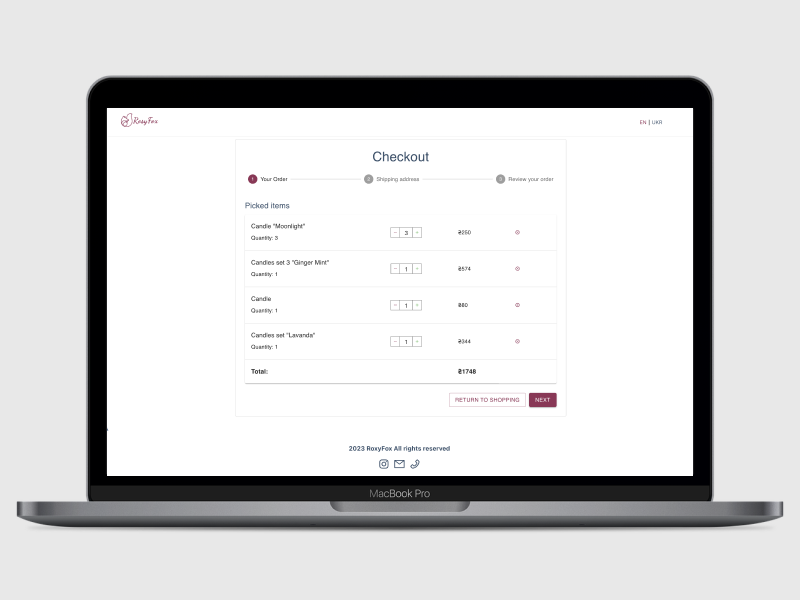 RosyFox
EN | UKR
Checkout
1 Your Order
2 Shipping address
3 Review your order
Picked items
Candle "Moonlight"
Quantity: 3
- 3 +
₴250
Candles set 3 "Ginger Mint"
Quantity: 1
- 1 +
₴574
Candle
Quantity: 1
- 1 +
₴80
Candles set "Lavanda"
Quantity: 1
- 1 +
₴344
Total:
₴1748
RETURN TO SHOPPING
NEXT
2023 RoxyFox All rights reserved
MacBook Pro